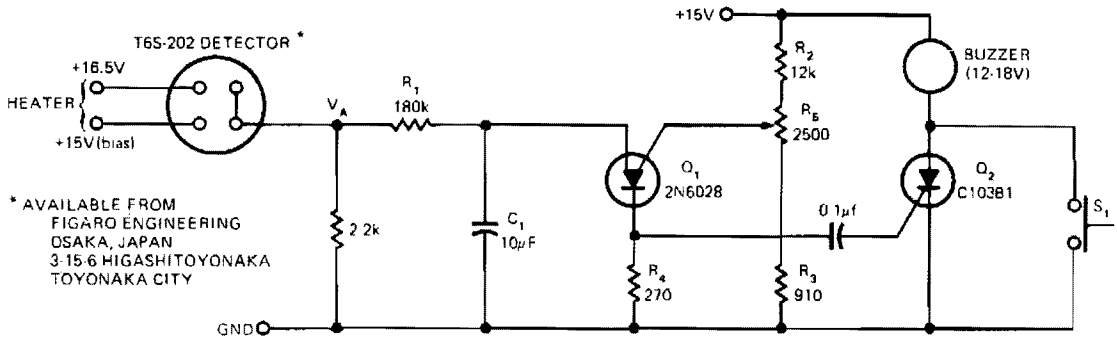 T6S-202 DETECTOR *
+16.5V
HEATER
+15V(bias)
V_A
R_1
180k
2.2k
C_1
10µF
GND
* AVAILABLE FROM
FIGARO ENGINEERING
OSAKA, JAPAN
3-15-6 HIGASHITOYONAKA
TOYONAKA CITY
Q_1
2N6028
R_4
270
+15V
R_2
12k
R_5
2500
R_3
910
0.1µf
BUZZER
(12-18V)
Q_2
C103B1
S_1